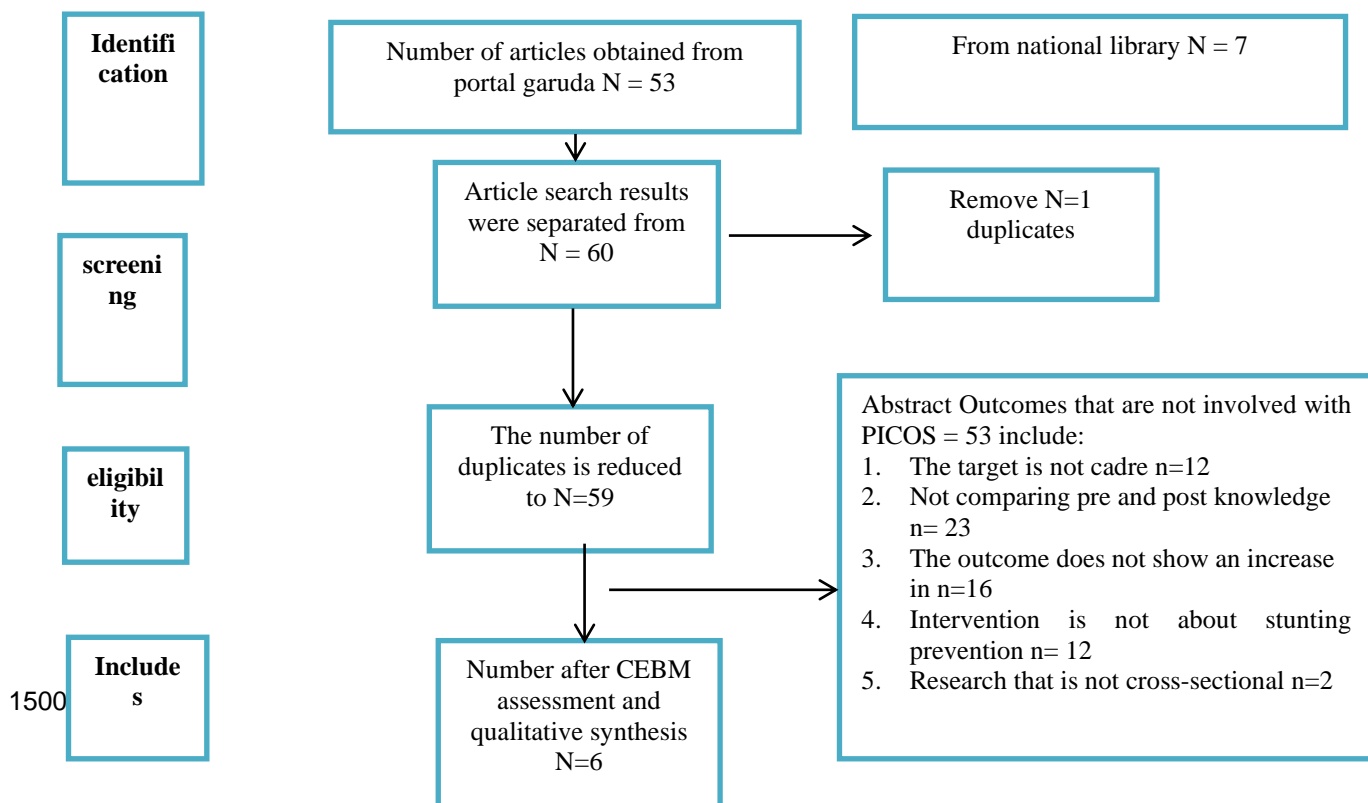 Identifi
cation
Number of articles obtained from
portal garuda N = 53
From national library N = 7
screeni
ng
Article search results
were separated from
N = 60
Remove N=1
duplicates
eligibil
ity
The number of
duplicates is reduced
to N=59
Abstract Outcomes that are not involved with
PICOS = 53 include:
1. The target is not cadre n=12
2. Not comparing pre and post knowledge
n= 23
3. The outcome does not show an increase
in n=16
4. Intervention is not about stunting
prevention n= 12
5. Research that is not cross-sectional n=2
1500
Include
s
Number after CEBM
assessment and
qualitative synthesis
N=6